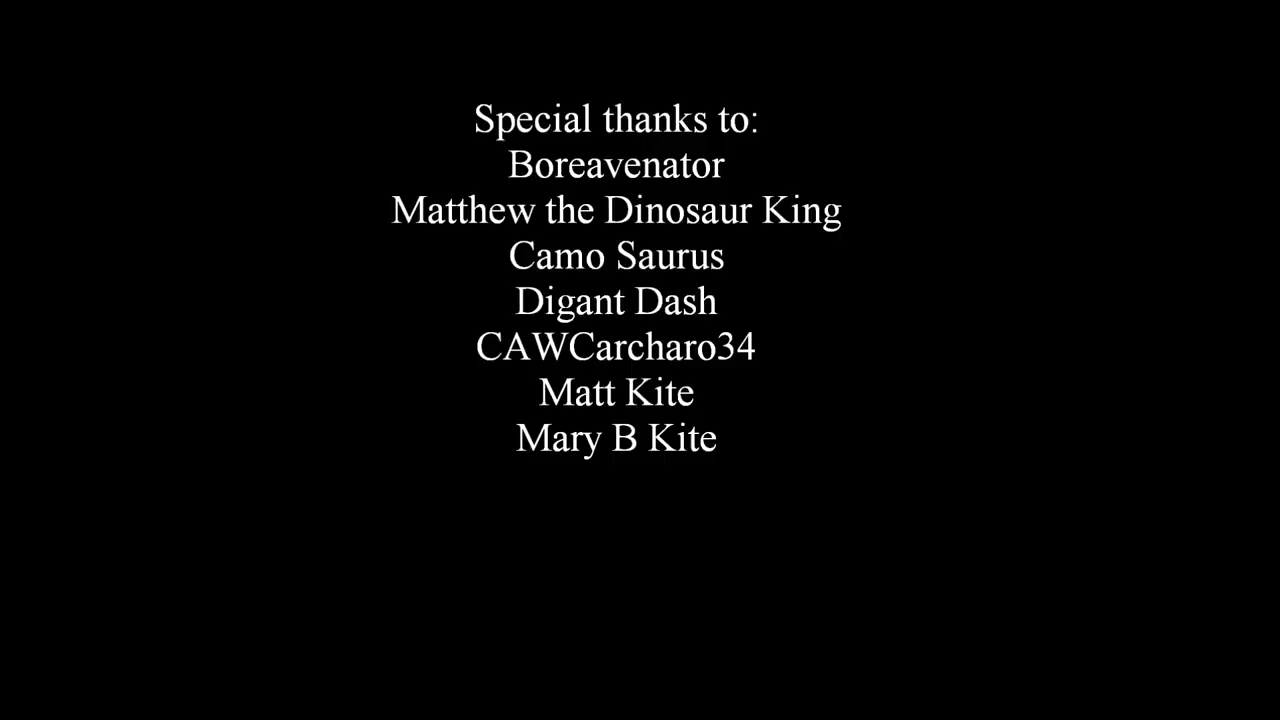 Special thanks to:
Boreavenator
Matthew the Dinosaur King
Camo Saurus
Digant Dash
CAWCarcharo34
Matt Kite
Mary B Kite